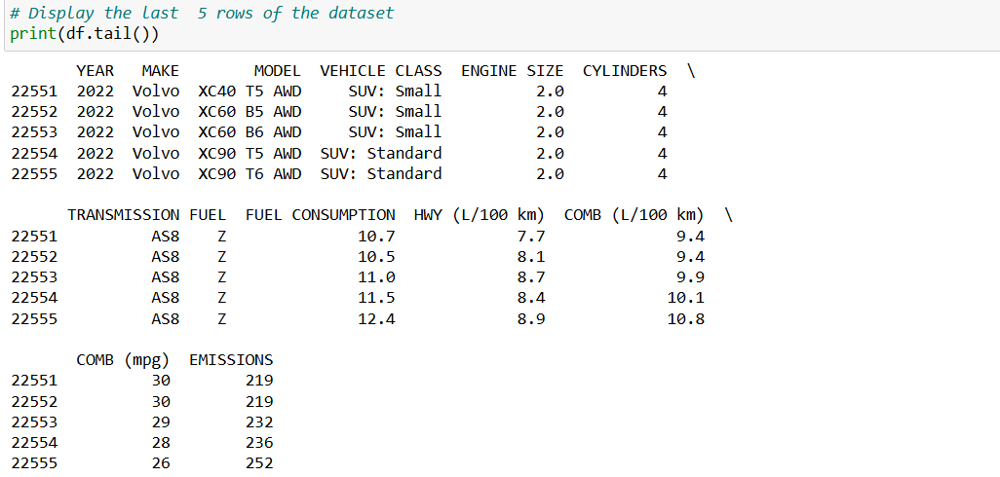 # Display the last  5 rows of the dataset
print(df.tail())
       YEAR   MAKE        MODEL  VEHICLE CLASS  ENGINE SIZE  CYLINDERS  \
22551  2022  Volvo  XC40 T5 AWD     SUV: Small          2.0          4
22552  2022  Volvo  XC60 B5 AWD     SUV: Small          2.0          4
22553  2022  Volvo  XC60 B6 AWD     SUV: Small          2.0          4
22554  2022  Volvo  XC90 T5 AWD  SUV: Standard          2.0          4
22555  2022  Volvo  XC90 T6 AWD  SUV: Standard          2.0          4
      TRANSMISSION FUEL  FUEL CONSUMPTION  HWY (L/100 km)  COMB (L/100 km)  \
22551          AS8    Z              10.7             7.7              9.4
22552          AS8    Z              10.5             8.1              9.4
22553          AS8    Z              11.0             8.7              9.9
22554          AS8    Z              11.5             8.4             10.1
22555          AS8    Z              12.4             8.9             10.8
       COMB (mpg)  EMISSIONS
22551          30        219
22552          30        219
22553          29        232
22554          28        236
22555          26        252